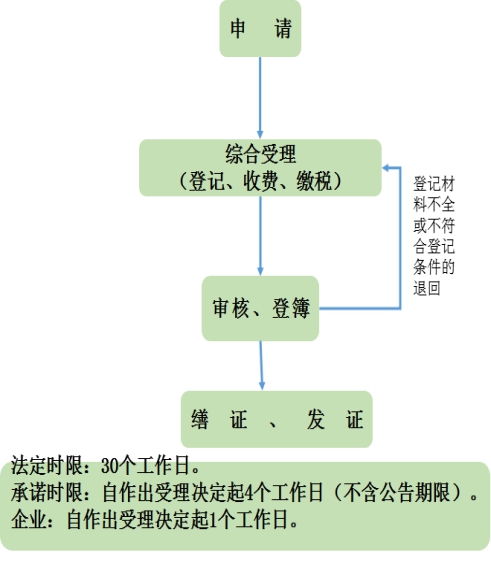 申 请
综合受理
（登记、收费、缴税）
登记材
料不全
或不符
合登记
条件的
退回
审核、登簿
缮 证 、 发 证
法定时限：30个工作日。
承诺时限：自作出受理决定起4个工作日（不含公告期限）。
企业：自作出受理决定起1个工作日。